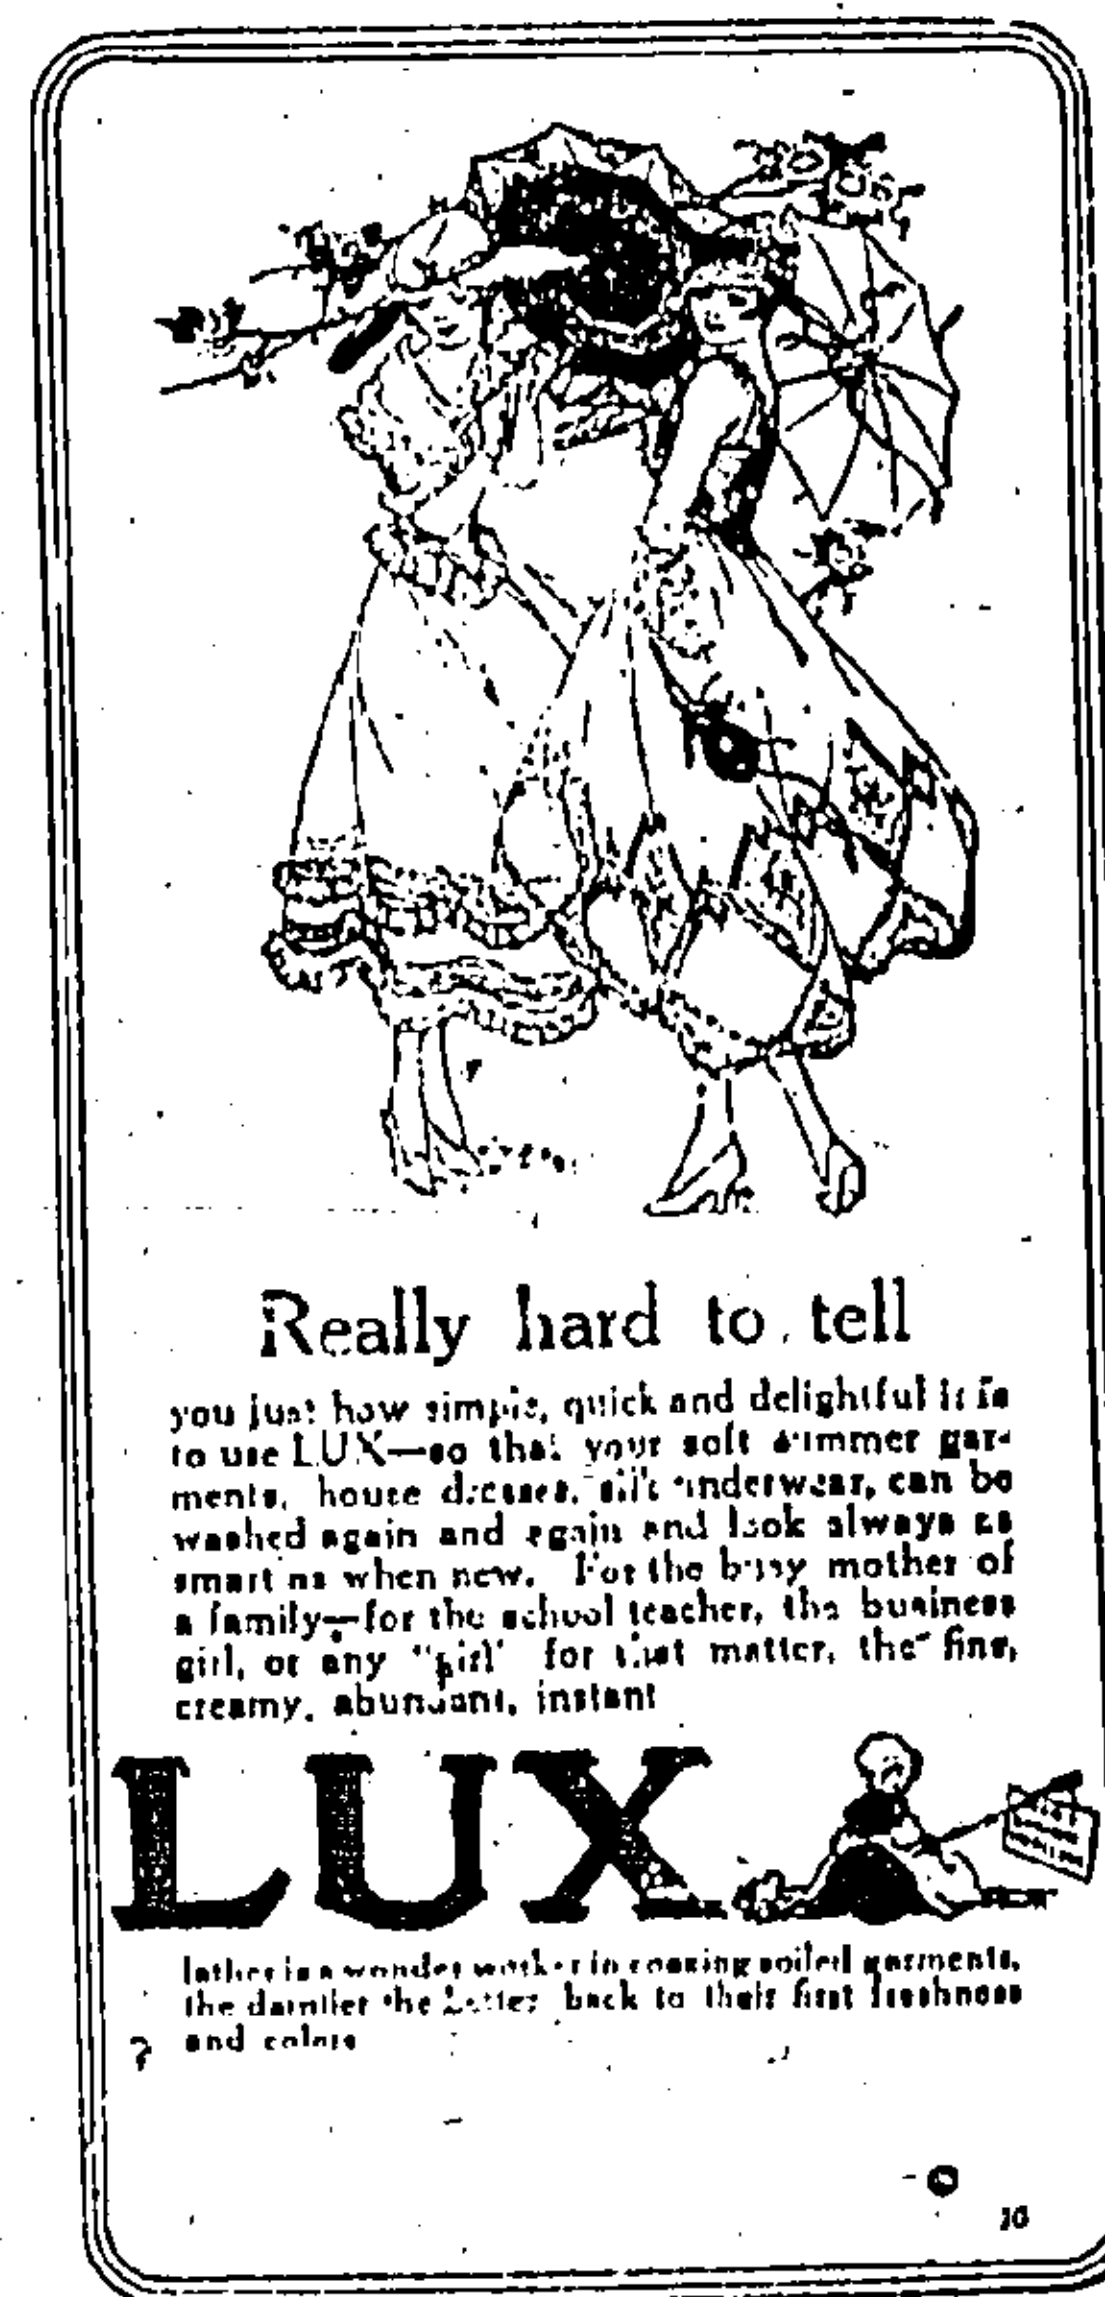 Really hard to tell
you just how simple, quick and delightful it is
to use LUX—so that your soft summer gar-
ments, house dresses, silk underwear, can be
washed again and again and look always as
smart as when new. For the busy mother of
a family—for the school teacher, the business
girl, or any "girl" for that matter, the fine,
creamy, abundant, instant
LUX
lather is a wonder worker in coaxing soiled garments,
the daintier the better back to their first freshness
and colors
?
10